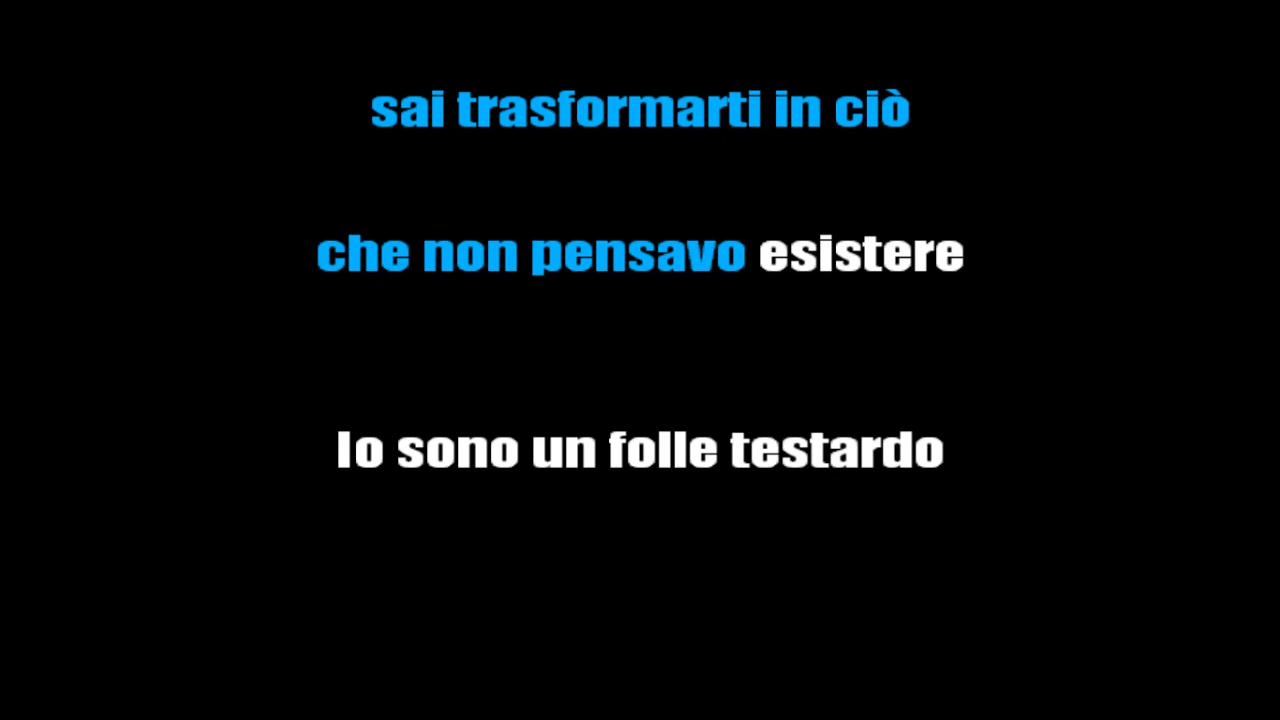 sai trasformarti in ciò
che non pensavo esistere
Io sono un folle testardo